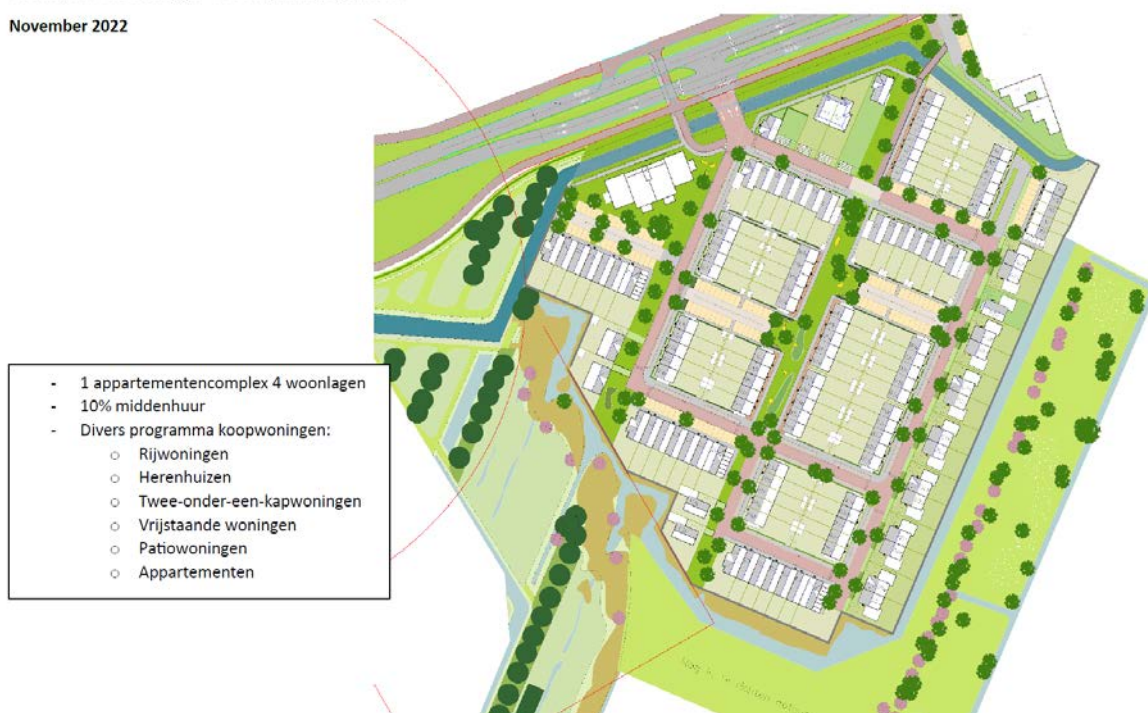 November 2022
- 1 appartementencomplex 4 woonlagen
- 10% middenhuur
- Divers programma koopwoningen:
○ Rijwoningen
○ Herenhuizen
○ Twee-onder-een-kapwoningen
○ Vrijstaande woningen
○ Patiowoningen
○ Appartementen